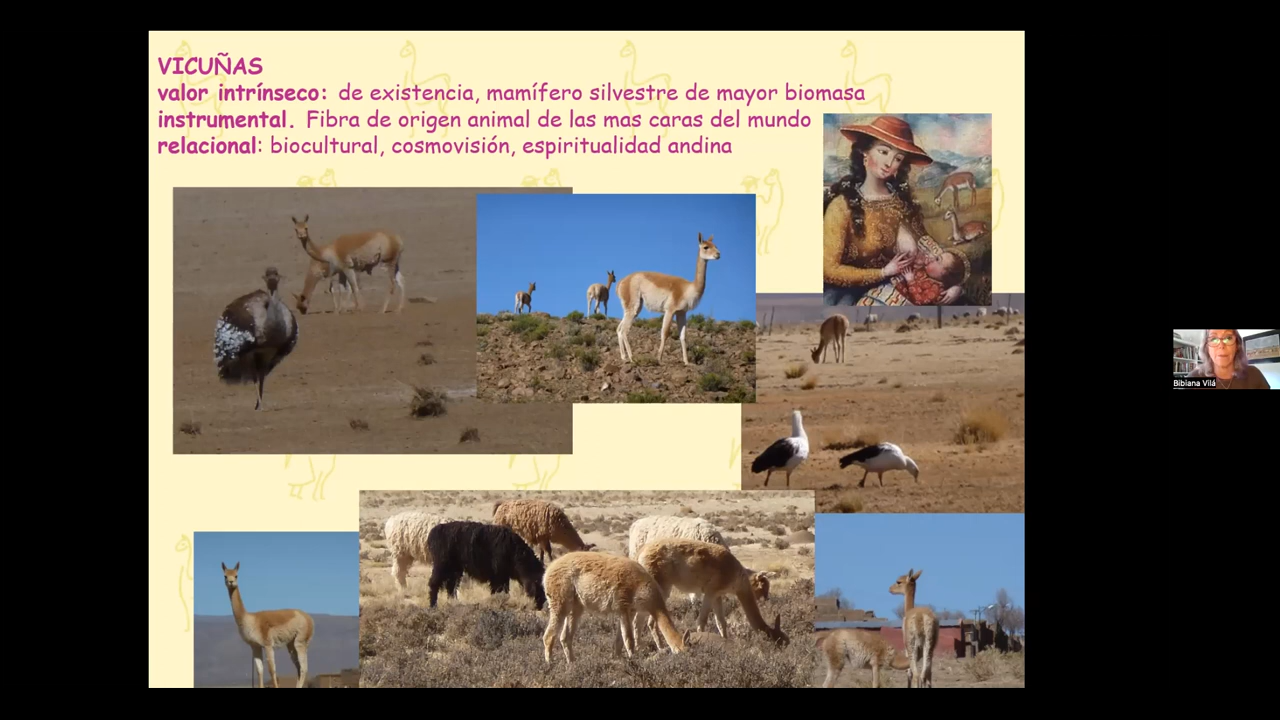 VICUÑAS
valor intrínseco: de existencia, mamífero silvestre de mayor biomasa
instrumental. Fibra de origen animal de las mas caras del mundo
relacional: biocultural, cosmovisión, espiritualidad andina
Bibiana Vilá